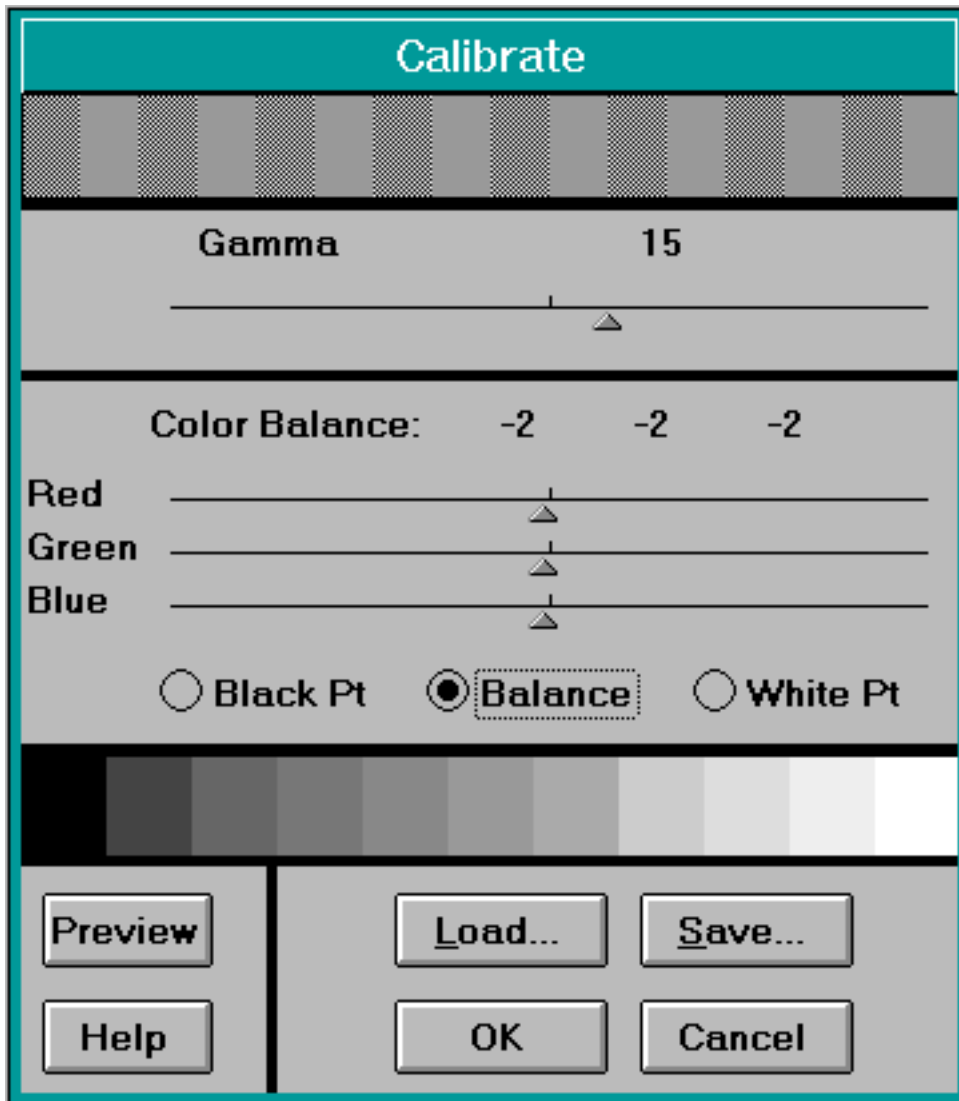 Calibrate
Gamma 15
Color Balance: -2 -2 -2
Red
Green
Blue
Black Pt Balance White Pt
Preview Load... Save...
Help OK Cancel